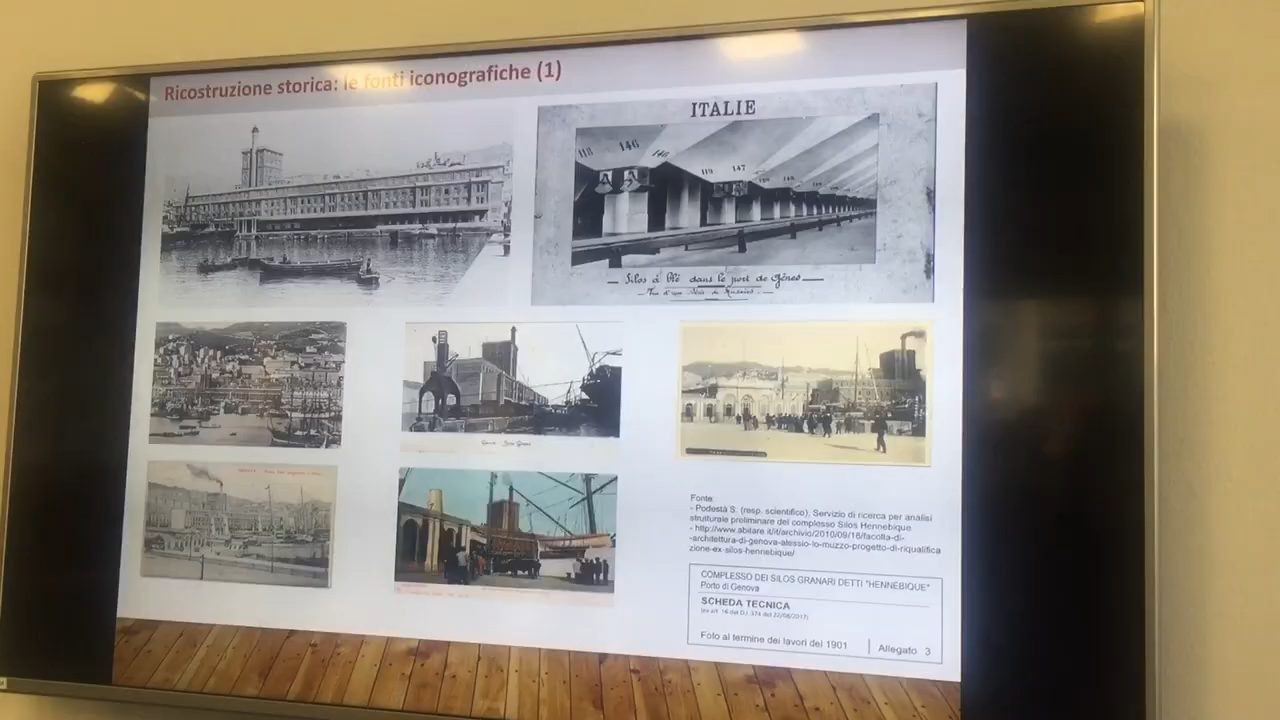 Ricostruzione storica: le fonti iconografiche (1)
ITALIE
118 146 148 119 147
Silos à Blé dans le port de Gênes
Fonte:
- Podestà S. (resp. scientifico), Servizio di ricerca per analisi
strutturale preliminare del complesso Silos Hennebique
- http://www.abitare.it/it/archivio/2010/09/16/facolta-di-
-architettura-di-genova-alessio-lo-muzzo-progetto-di-riqualifica
zione-ex-silos-hennebique/
COMPLESSO DEI SILOS GRANARI DETTI "HENNEBIQUE"
Porto di Genova
SCHEDA TECNICA
Foto al termine dei lavori del 1901
Allegato 3